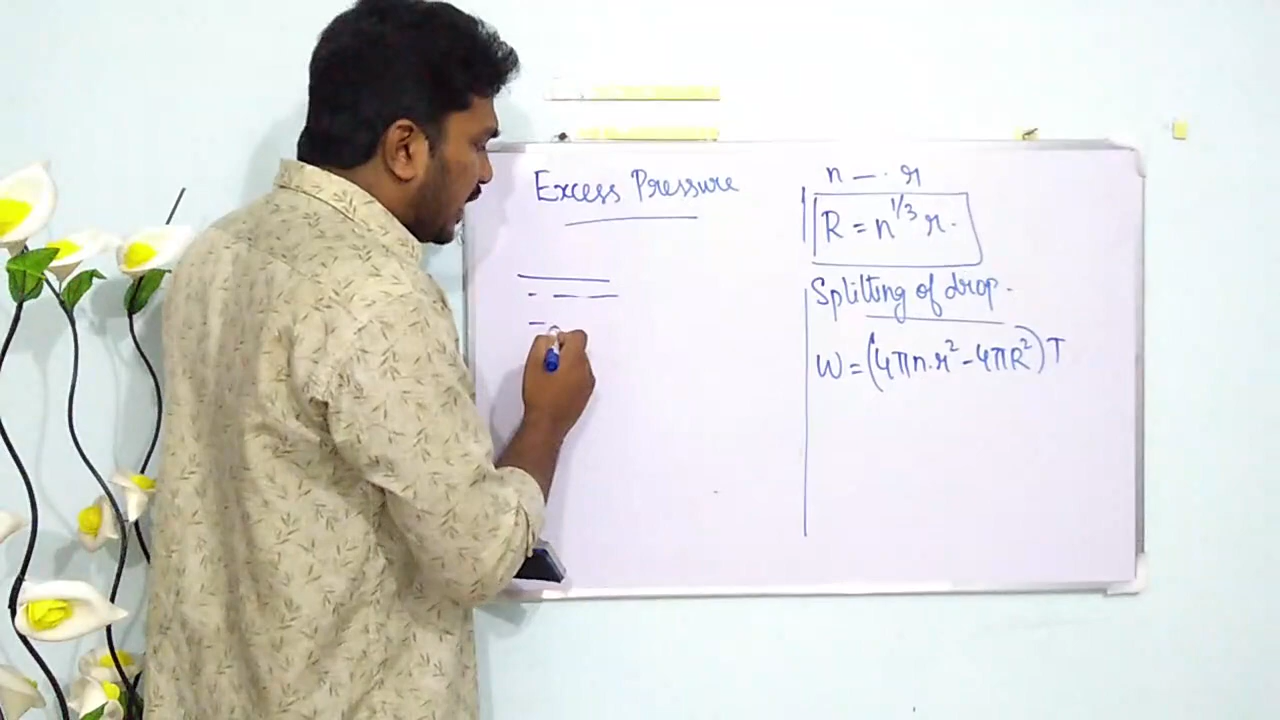 Excess Pressure
n — . r
R = n^{1/3} r.
Splitting of drop.
W = (4πn.r² - 4πR²) T